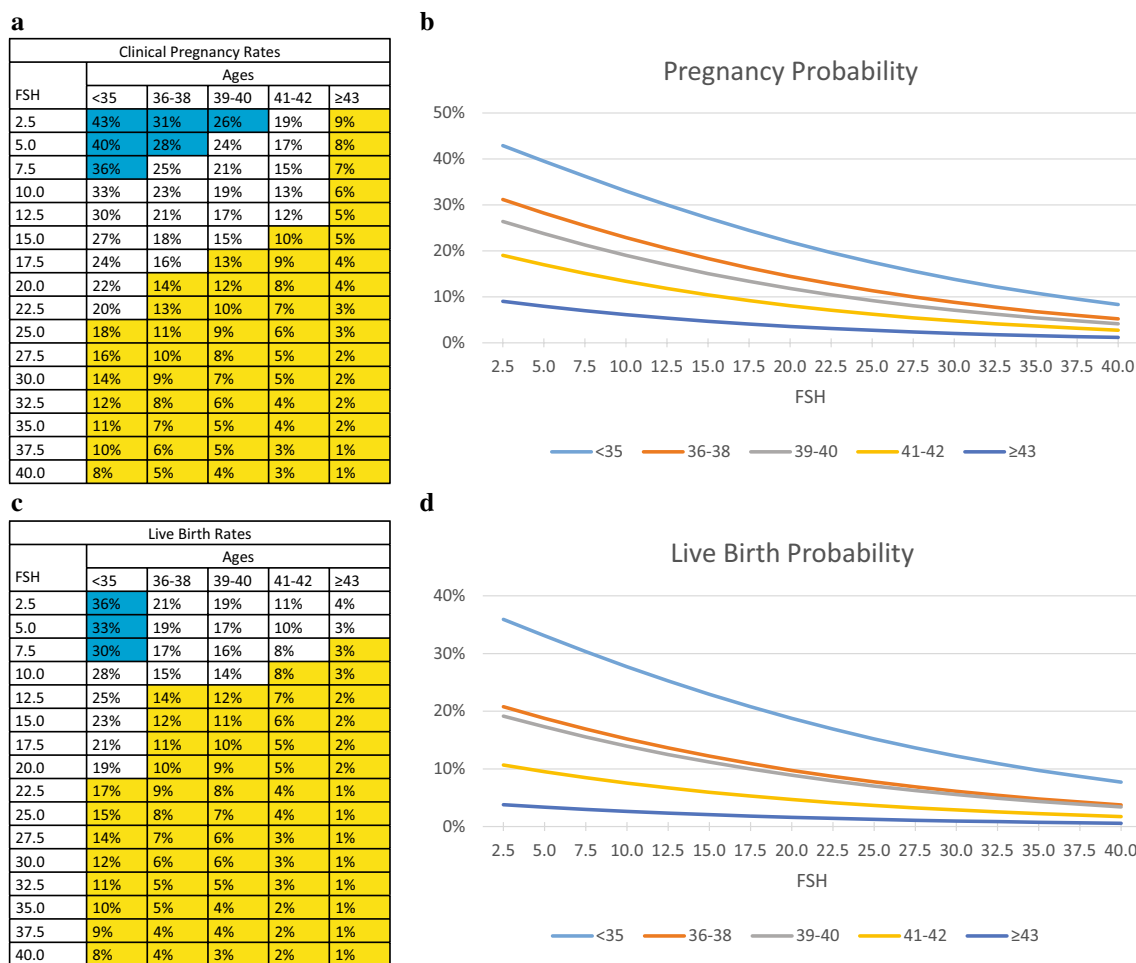 a
Clinical Pregnancy Rates
Ages
FSH <35 36-38 39-40 41-42 ≥43
2.5 43% 31% 26% 19% 9%
5.0 40% 28% 24% 17% 8%
7.5 36% 25% 21% 15% 7%
10.0 33% 23% 19% 13% 6%
12.5 30% 21% 17% 12% 5%
15.0 27% 18% 15% 10% 5%
17.5 24% 16% 13% 9% 4%
20.0 22% 14% 12% 8% 4%
22.5 20% 13% 10% 7% 3%
25.0 18% 11% 9% 6% 3%
27.5 16% 10% 8% 5% 2%
30.0 14% 9% 7% 5% 2%
32.5 12% 8% 6% 4% 2%
35.0 11% 7% 5% 4% 2%
37.5 10% 6% 5% 3% 1%
40.0 8% 5% 4% 3% 1%
b
Pregnancy Probability
50%
40%
30%
20%
10%
0%
2.5 5.0 7.5 10.0 12.5 15.0 17.5 20.0 22.5 25.0 27.5 30.0 32.5 35.0 37.5 40.0
FSH
<35 36-38 39-40 41-42 ≥43
c
Live Birth Rates
Ages
FSH <35 36-38 39-40 41-42 ≥43
2.5 36% 21% 19% 11% 4%
5.0 33% 19% 17% 10% 3%
7.5 30% 17% 16% 8% 3%
10.0 28% 15% 14% 8% 3%
12.5 25% 14% 12% 7% 2%
15.0 23% 12% 11% 6% 2%
17.5 21% 11% 10% 5% 2%
20.0 19% 10% 9% 5% 2%
22.5 17% 9% 8% 4% 1%
25.0 15% 8% 7% 4% 1%
27.5 14% 7% 6% 3% 1%
30.0 12% 6% 6% 3% 1%
32.5 11% 5% 5% 3% 1%
35.0 10% 5% 4% 2% 1%
37.5 9% 4% 4% 2% 1%
40.0 8% 4% 3% 2% 1%
d
Live Birth Probability
40%
30%
20%
10%
0%
2.5 5.0 7.5 10.0 12.5 15.0 17.5 20.0 22.5 25.0 27.5 30.0 32.5 35.0 37.5 40.0
FSH
<35 36-38 39-40 41-42 ≥43